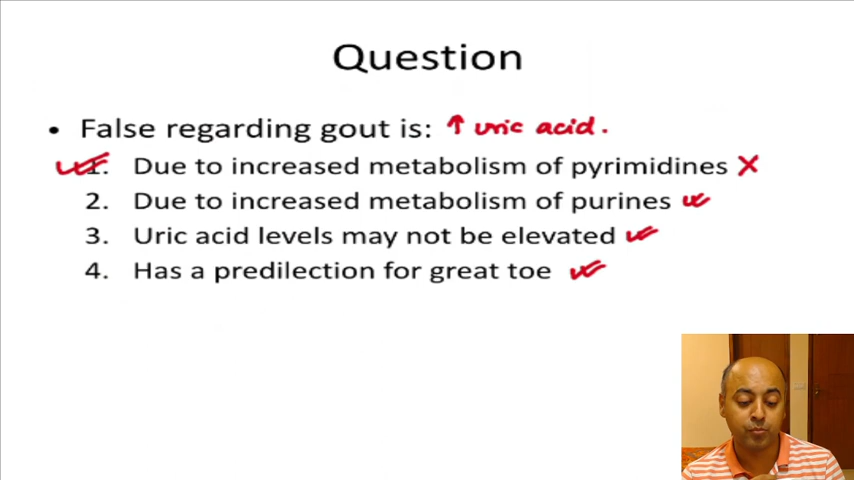 Question
• False regarding gout is: ↑ uric acid.
1. Due to increased metabolism of pyrimidines ✗
2. Due to increased metabolism of purines ✓
3. Uric acid levels may not be elevated ✓
4. Has a predilection for great toe ✓